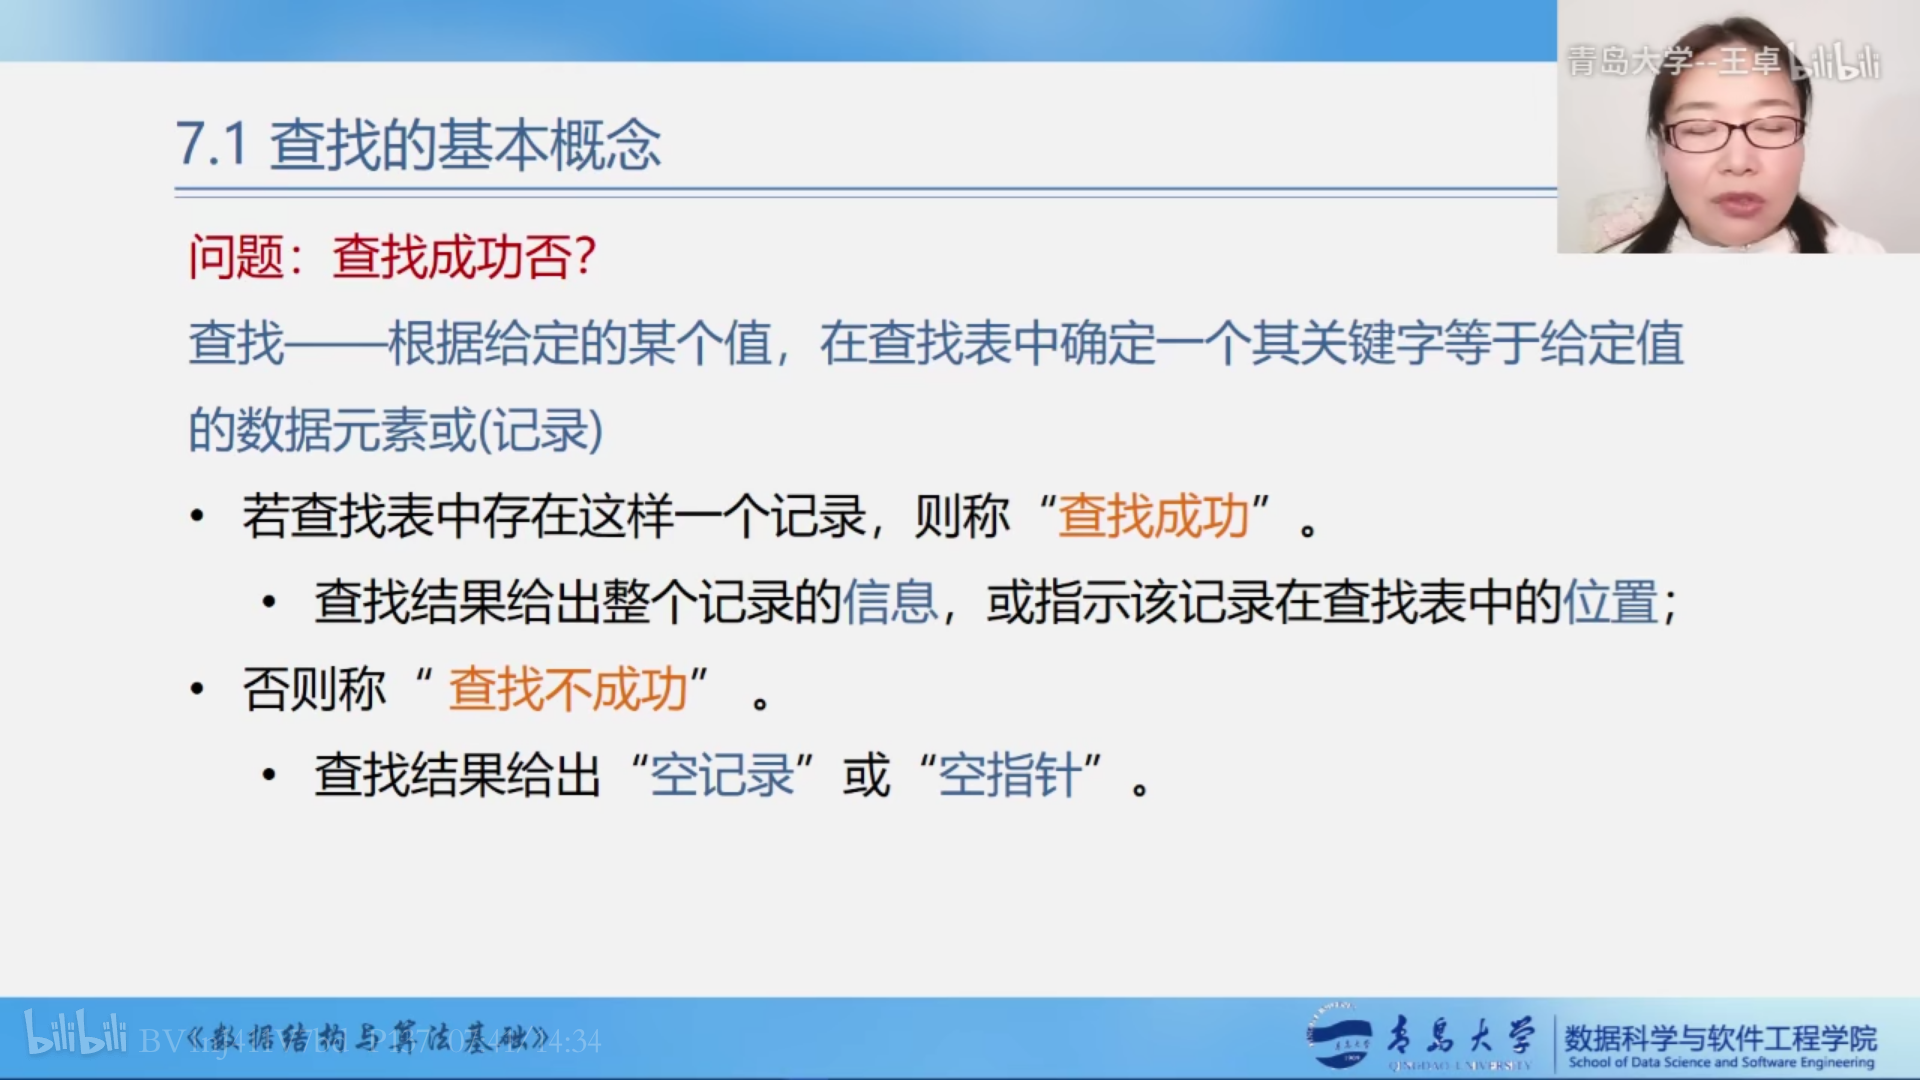 青岛大学--王卓 bilibili
7.1 查找的基本概念
问题：查找成功否？
查找——根据给定的某个值，在查找表中确定一个其关键字等于给定值
的数据元素或(记录)
• 若查找表中存在这样一个记录，则称“查找成功”。
• 查找结果给出整个记录的信息，或指示该记录在查找表中的位置；
• 否则称“ 查找不成功” 。
• 查找结果给出“空记录”或“空指针”。
bilibili
《数据结构与算法基础》
青岛大学
QINGDAO UNIVERSITY
数据科学与软件工程学院
School of Data Science and Software Engineering